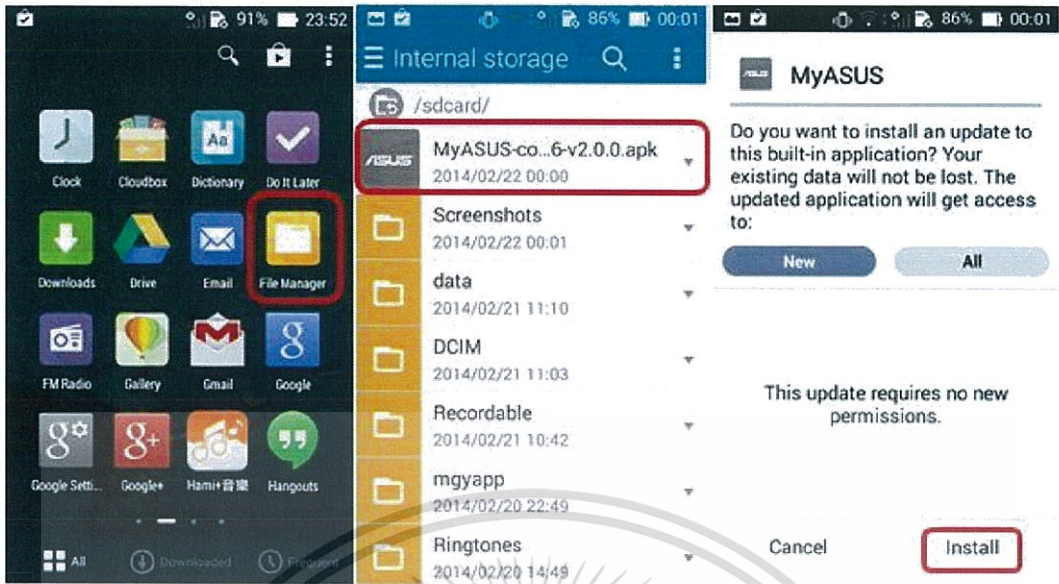 91% 23:52
Clock Cloudbox Dictionary Do It Later
Downloads Drive Email File Manager
FM Radio Gallery Gmail Google
Google Setti... Google+ Hami+音樂 Hangouts
All Downloaded Frequent
86% 00:01
Internal storage
/sdcard/
MyASUS-co...6-v2.0.0.apk
2014/02/22 00:00
Screenshots
2014/02/22 00:01
data
2014/02/21 11:10
DCIM
2014/02/21 11:03
Recordable
2014/02/21 10:42
mgyapp
2014/02/20 22:49
Ringtones
2014/02/20 14:49
86% 00:01
MyASUS
Do you want to install an update to
this built-in application? Your
existing data will not be lost. The
updated application will get access
to:
New All
This update requires no new
permissions.
Cancel Install